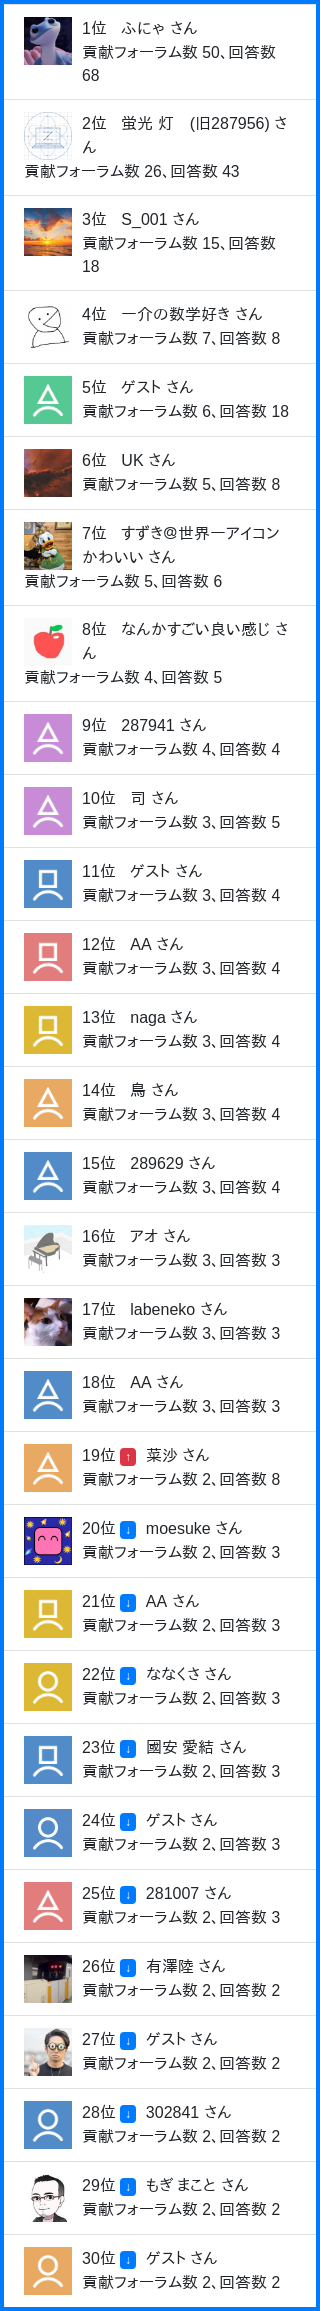 1位 ふにゃ さん
貢献フォーラム数 50、回答数
68
2位 蛍光 灯 (旧287956) さ
ん
貢献フォーラム数 26、回答数 43
3位 S_001 さん
貢献フォーラム数 15、回答数
18
4位 一介の数学好き さん
貢献フォーラム数 7、回答数 8
5位 ゲスト さん
貢献フォーラム数 6、回答数 18
6位 UK さん
貢献フォーラム数 5、回答数 8
7位 すずき@世界一アイコン
かわいい さん
貢献フォーラム数 5、回答数 6
8位 なんかすごい良い感じ さ
ん
貢献フォーラム数 4、回答数 5
9位 287941 さん
貢献フォーラム数 4、回答数 4
10位 司 さん
貢献フォーラム数 3、回答数 5
11位 ゲスト さん
貢献フォーラム数 3、回答数 4
12位 AA さん
貢献フォーラム数 3、回答数 4
13位 naga さん
貢献フォーラム数 3、回答数 4
14位 鳥 さん
貢献フォーラム数 3、回答数 4
15位 289629 さん
貢献フォーラム数 3、回答数 4
16位 アオ さん
貢献フォーラム数 3、回答数 3
17位 labeneko さん
貢献フォーラム数 3、回答数 3
18位 AA さん
貢献フォーラム数 3、回答数 3
19位 ↑ 菜沙 さん
貢献フォーラム数 2、回答数 8
20位 ↓ moesuke さん
貢献フォーラム数 2、回答数 3
21位 ↓ AA さん
貢献フォーラム数 2、回答数 3
22位 ↓ ななくさ さん
貢献フォーラム数 2、回答数 3
23位 ↓ 國安 愛結 さん
貢献フォーラム数 2、回答数 3
24位 ↓ ゲスト さん
貢献フォーラム数 2、回答数 3
25位 ↓ 281007 さん
貢献フォーラム数 2、回答数 3
26位 ↓ 有澤陸 さん
貢献フォーラム数 2、回答数 2
27位 ↓ ゲスト さん
貢献フォーラム数 2、回答数 2
28位 ↓ 302841 さん
貢献フォーラム数 2、回答数 2
29位 ↓ もぎ まこと さん
貢献フォーラム数 2、回答数 2
30位 ↓ ゲスト さん
貢献フォーラム数 2、回答数 2